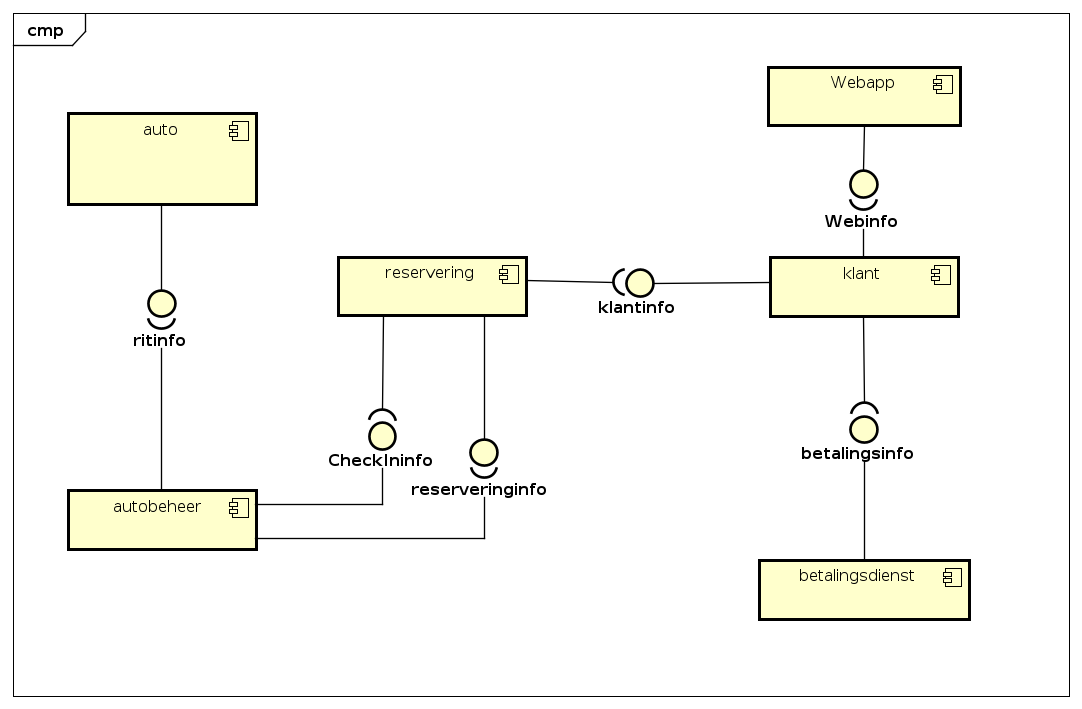 cmp
Webapp
auto
Webinfo
reservering
klant
klantinfo
ritinfo
CheckIninfo
betalingsinfo
reserveringinfo
autobeheer
betalingsdienst